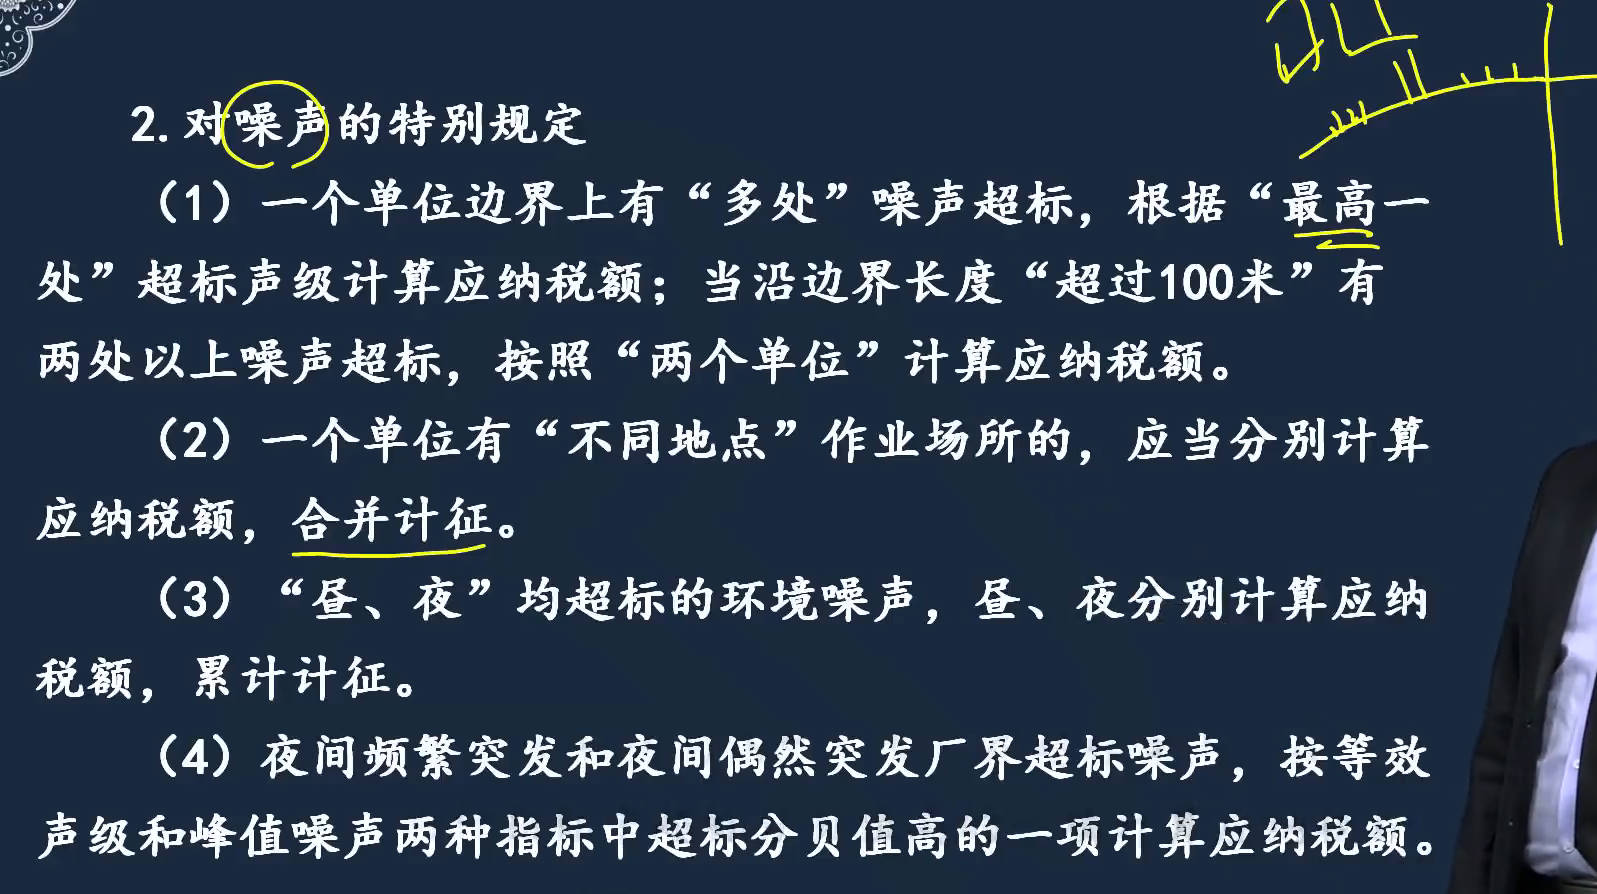 2.对噪声的特别规定
（1）一个单位边界上有“多处”噪声超标，根据“最高一
处”超标声级计算应纳税额；当沿边界长度“超过100米”有
两处以上噪声超标，按照“两个单位”计算应纳税额。
（2）一个单位有“不同地点”作业场所的，应当分别计算
应纳税额，合并计征。
（3）“昼、夜”均超标的环境噪声，昼、夜分别计算应纳
税额，累计计征。
（4）夜间频繁突发和夜间偶然突发厂界超标噪声，按等效
声级和峰值噪声两种指标中超标分贝值高的一项计算应纳税额。